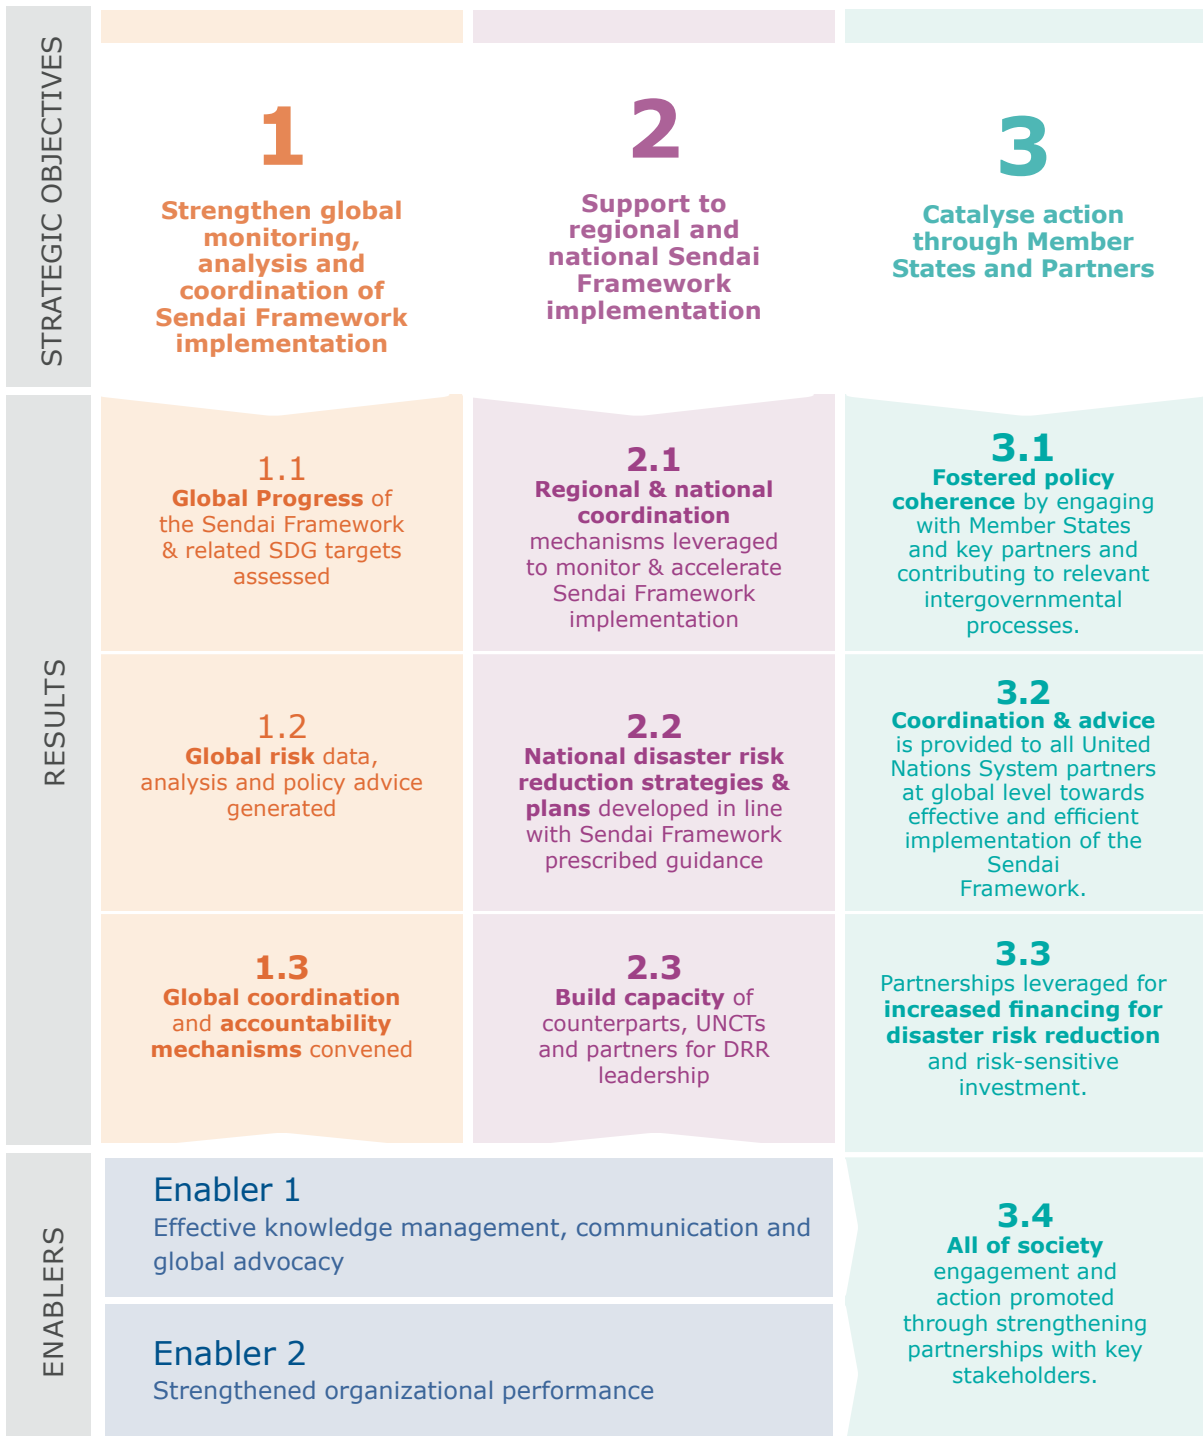 STRATEGIC OBJECTIVES
1
Strengthen global
monitoring,
analysis and
coordination of
Sendai Framework
implementation
2
Support to
regional and
national Sendai
Framework
implementation
3
Catalyse action
through Member
States and Partners
RESULTS
1.1
Global Progress of
the Sendai Framework
& related SDG targets
assessed
2.1
Regional & national
coordination
mechanisms leveraged
to monitor & accelerate
Sendai Framework
implementation
3.1
Fostered policy
coherence by engaging
with Member States
and key partners and
contributing to relevant
intergovernmental
processes.
1.2
Global risk data,
analysis and policy advice
generated
2.2
National disaster risk
reduction strategies &
plans developed in line
with Sendai Framework
prescribed guidance
3.2
Coordination & advice
is provided to all United
Nations System partners
at global level towards
effective and efficient
implementation of the
Sendai
Framework.
1.3
Global coordination
and accountability
mechanisms convened
2.3
Build capacity of
counterparts, UNCTs
and partners for DRR
leadership
3.3
Partnerships leveraged for
increased financing for
disaster risk reduction
and risk-sensitive
investment.
ENABLERS
Enabler 1
Effective knowledge management, communication and
global advocacy
Enabler 2
Strengthened organizational performance
3.4
All of society
engagement and
action promoted
through strengthening
partnerships with key
stakeholders.